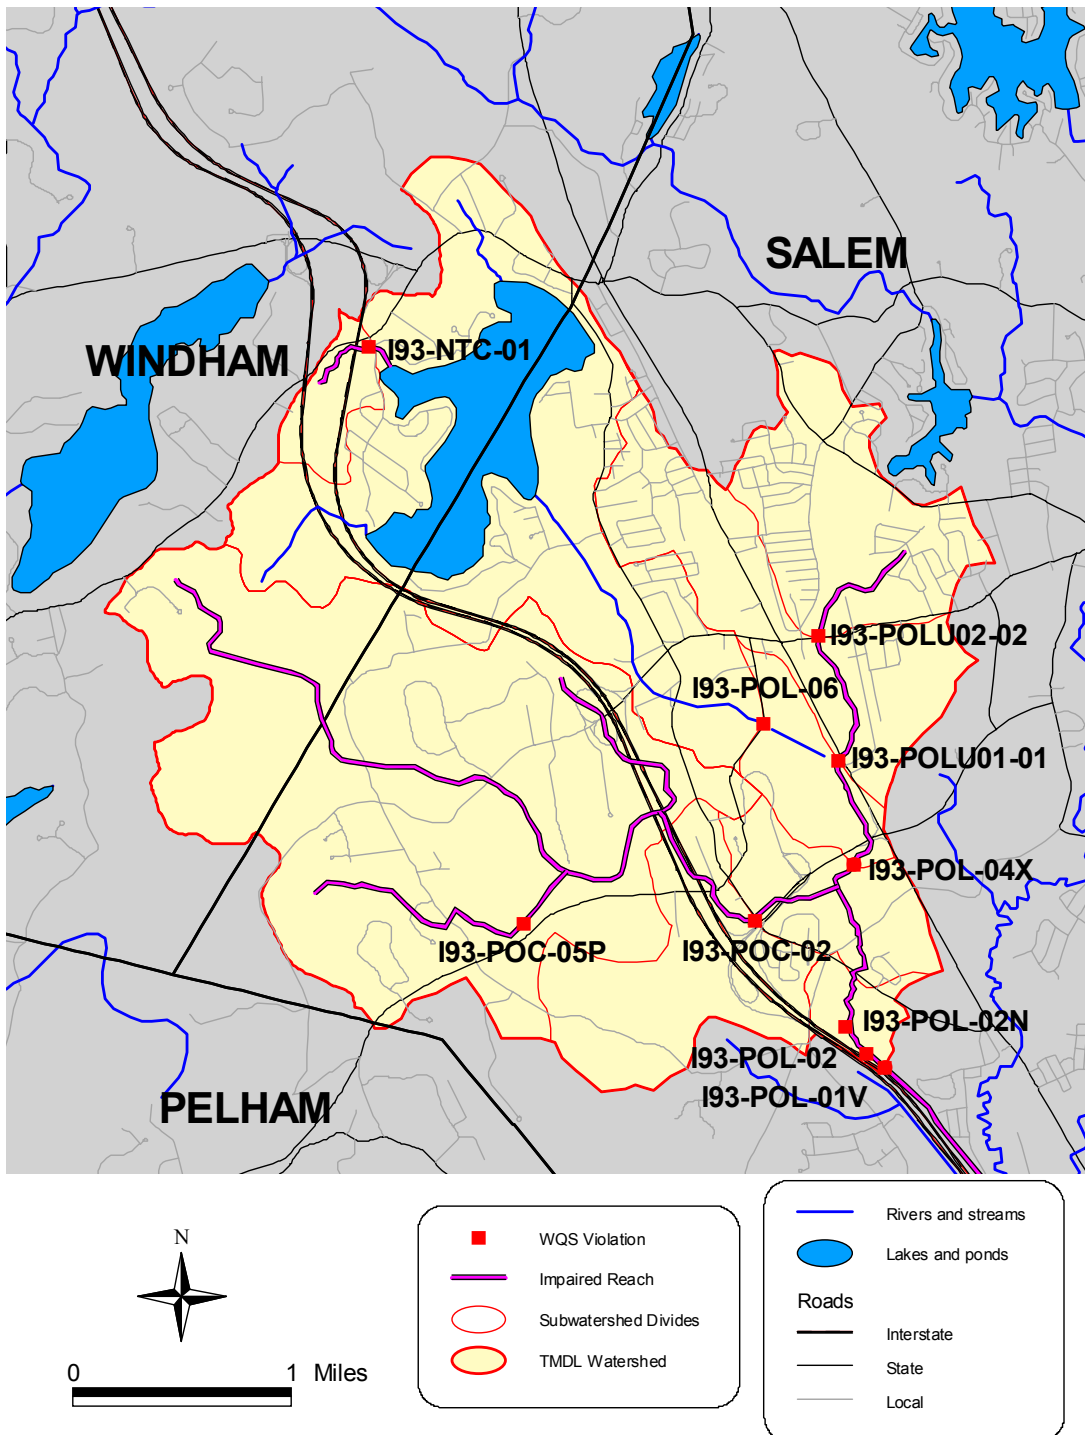 SALEM
WINDHAM
I93-NTC-01
I93-POLU02-02
I93-POL-06
I93-POLU01-01
I93-POL-04X
I93-POC-05P
I93-POC-02
I93-POL-02N
I93-POL-02
I93-POL-01V
PELHAM
N
0 1 Miles
WQS Violation
Impaired Reach
Subwatershed Divides
TMDL Watershed
Rivers and streams
Lakes and ponds
Roads
Interstate
State
Local